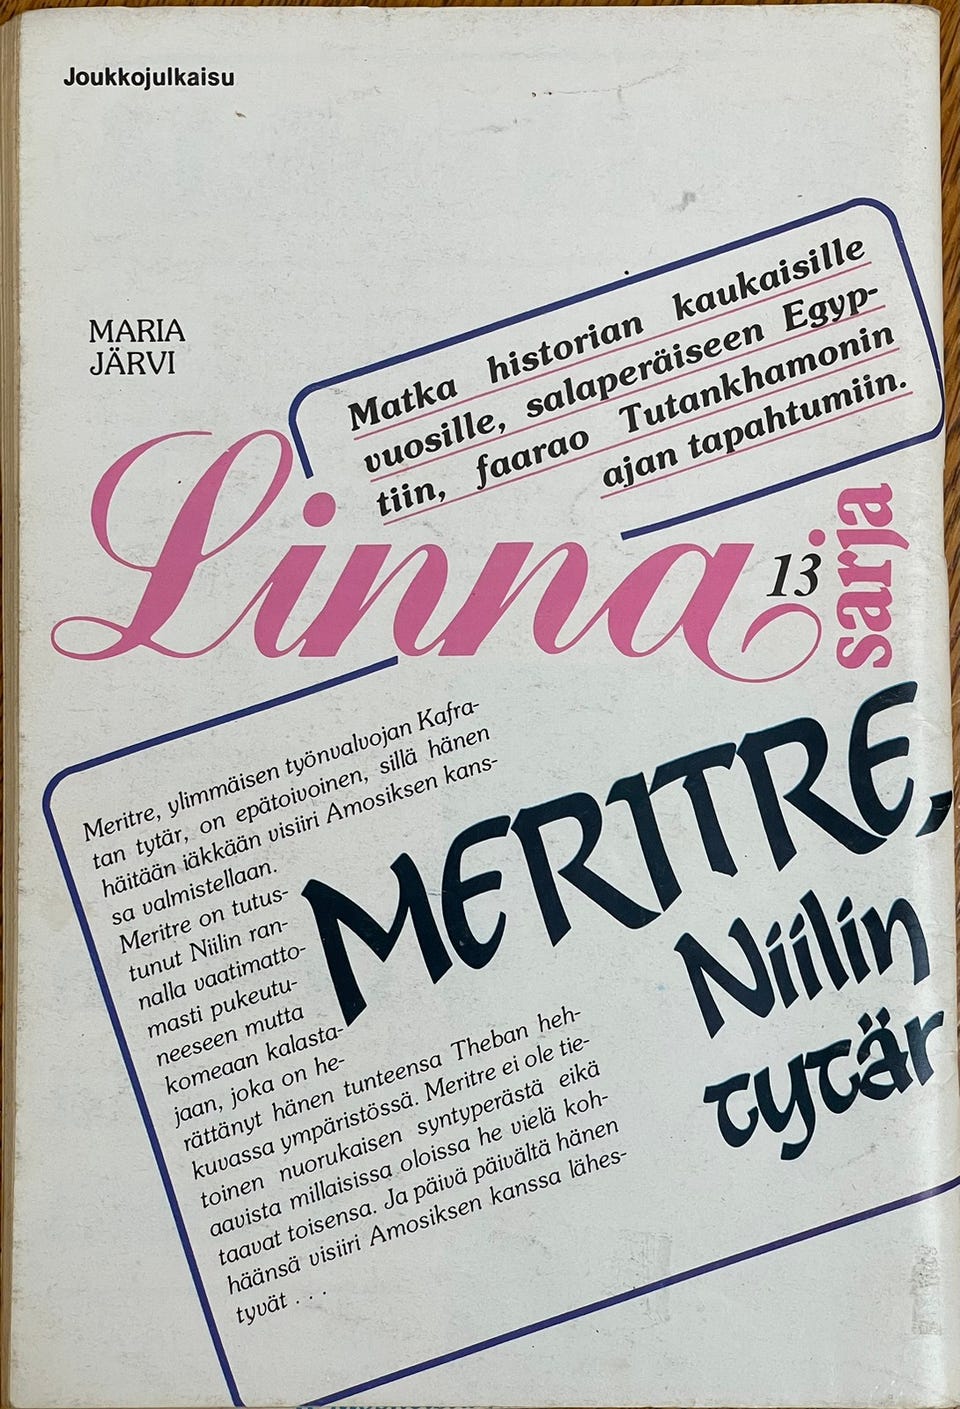 Joukkojulkaisu
MARIA
JÄRVI
Matka historian kaukaisille
vuosille, salaperäiseen Egyp-
tiin, faarao Tutankhamonin
ajan tapahtumiin.
Linna
13
sarja
MERITRE,
Niilin
tytär
Meritre, ylimmäisen työnvalvojan Kafra-
tan tytär, on epätoivoinen, sillä hänen
häitään iäkkään visiiri Amosiksen kans-
sa valmistellaan.
Meritre on tutus-
tunut Niilin ran-
nalla vaatimatto-
masti pukeutu-
neeseen mutta
komeaan kalasta-
jaan, joka on he-
rättänyt hänen tunteensa Theban heh-
kuvassa ympäristössä. Meritre ei ole tie-
toinen nuorukaisen syntyperästä eikä
aavista millaisissa oloissa he vielä koh-
taavat toisensa. Ja päivä päivältä hänen
häänsä visiiri Amosiksen kanssa lähes-
tyvät . . .